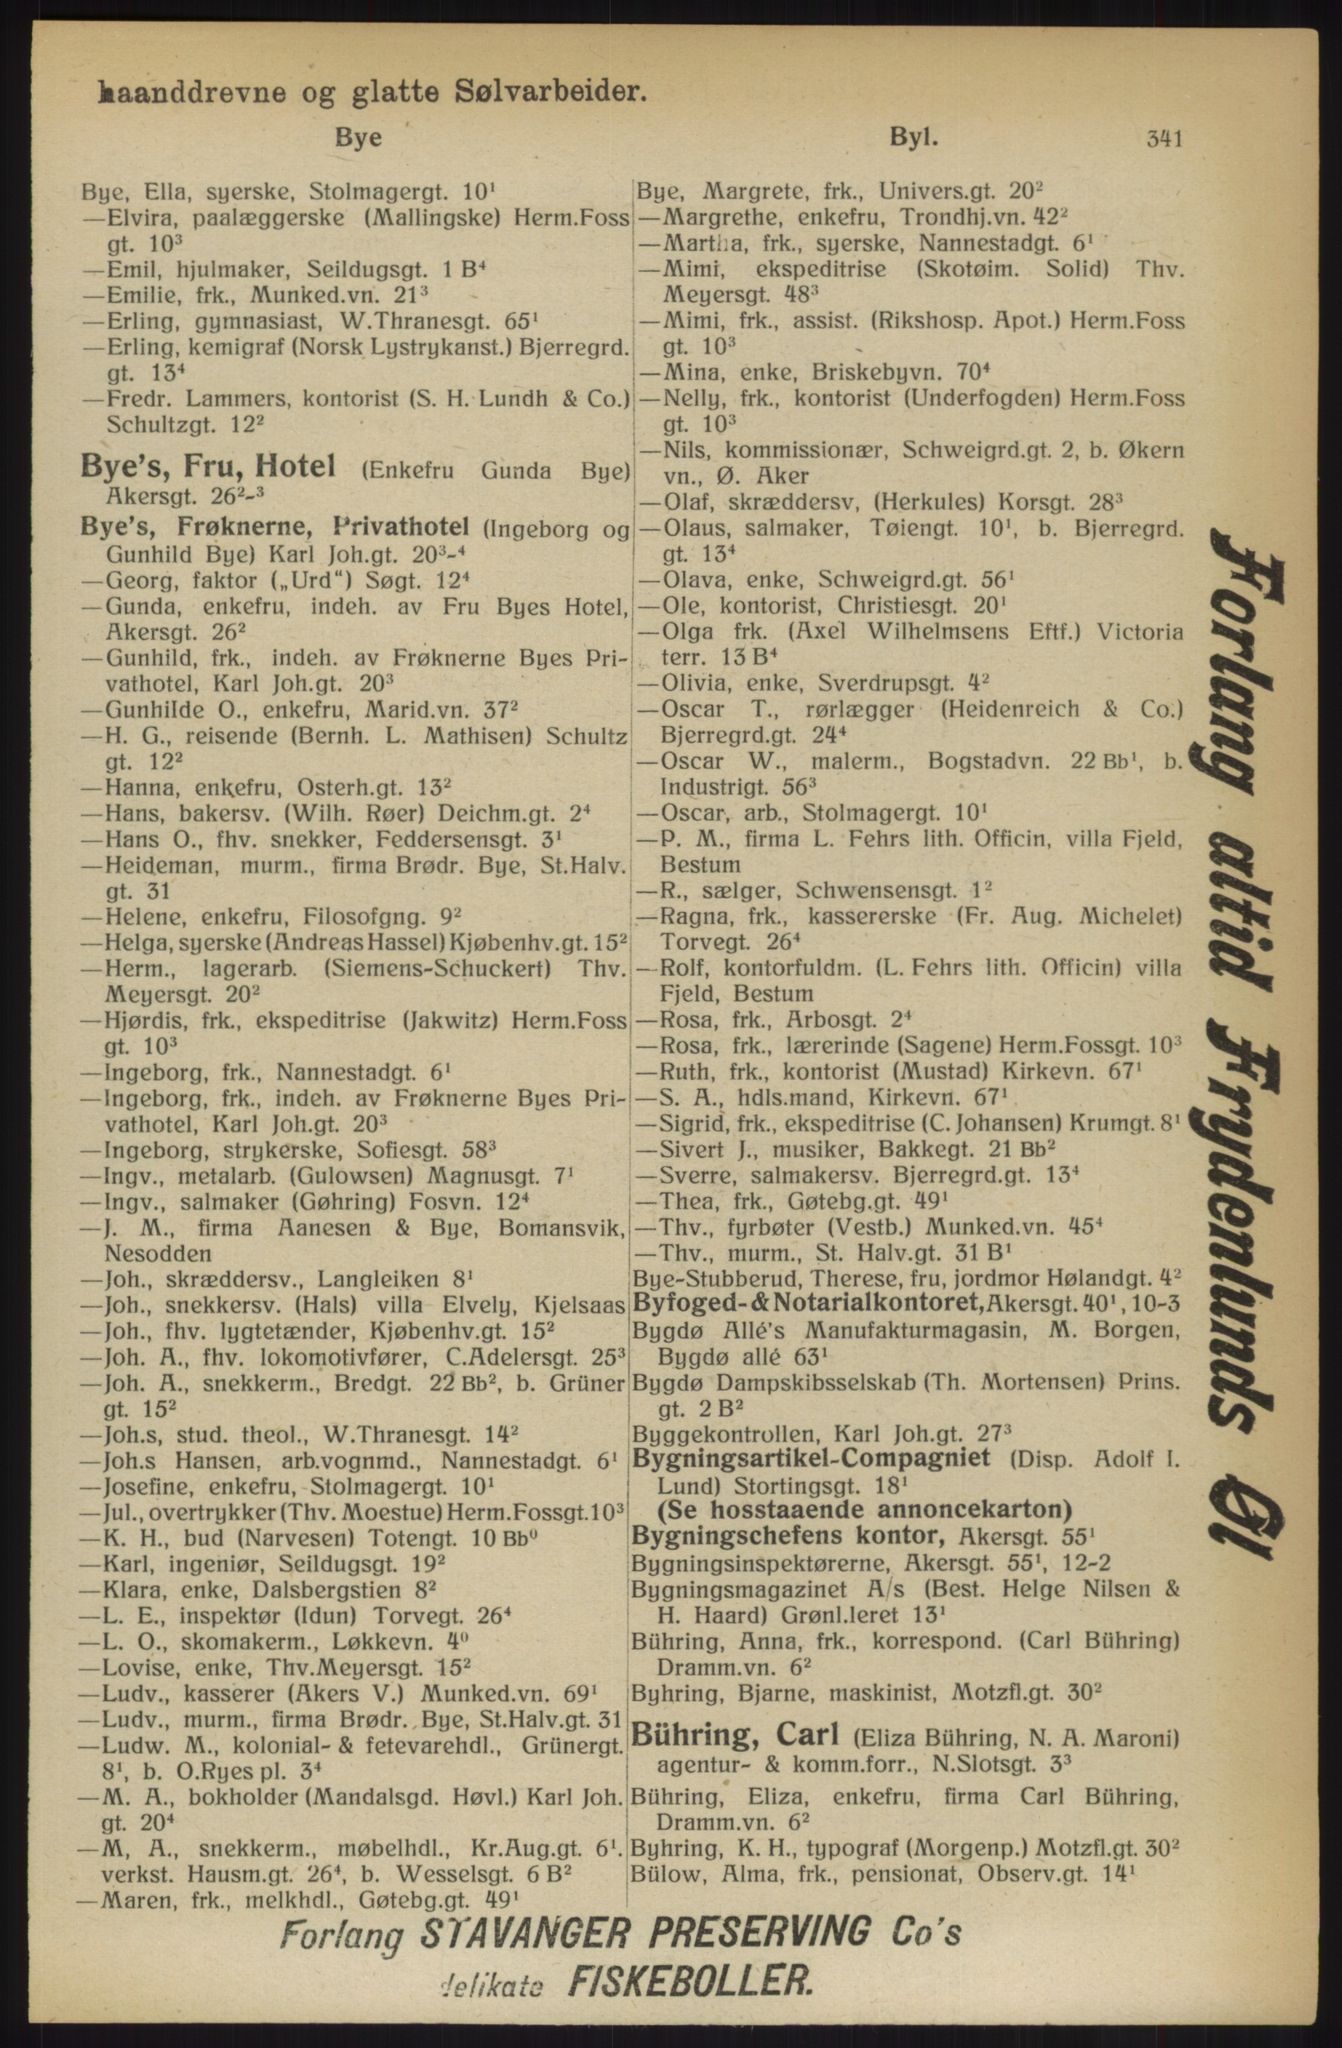 haanddrevne og glatte Sølvarbeider.
Bye
Byl.
341
Bye, Ella, syerske, Stolmagergt. 10¹
—Elvira, paalæggerske (Mallingske) Herm.Foss
gt. 10³
—Emil, hjulmaker, Seildugsgt. 1 B⁴
—Emilie, frk., Munked.vn. 21³
—Erling, gymnasiast, W.Thranesgt. 65¹
—Erling, kemigraf (Norsk Lystrykanst.) Bjerregrd.
gt. 13⁴
—Fredr. Lammers, kontorist (S. H. Lundh & Co.)
Schultzgt. 12²
Bye's, Fru, Hotel (Enkefru Gunda Bye)
Akersgt. 26²-³
Bye's, Frøknerne, Privathotel (Ingeborg og
Gunhild Bye) Karl Joh.gt. 20³-⁴
—Georg, faktor („Urd“) Søgt. 12⁴
—Gunda, enkefru, indeh. av Fru Byes Hotel,
Akersgt. 26²
—Gunhild, frk., indeh. av Frøknerne Byes Pri-
vathotel, Karl Joh.gt. 20³
—Gunhilde O., enkefru, Marid.vn. 37²
—H. G., reisende (Bernh. L. Mathisen) Schultz
gt. 12²
—Hanna, enkefru, Osterh.gt. 13²
—Hans, bakersv. (Wilh. Røer) Deichm.gt. 2⁴
—Hans O., fhv. snekker, Feddersensgt. 3¹
—Heideman, murm., firma Brødr. Bye, St.Halv.
gt. 31
—Helene, enkefru, Filosofgng. 9²
—Helga, syerske (Andreas Hassel) Kjøbenhv.gt. 15²
—Herm., lagerarb. (Siemens-Schuckert) Thv.
Meyersgt. 20²
—Hjørdis, frk., ekspeditrise (Jakwitz) Herm.Foss
gt. 10³
—Ingeborg, frk., Nannestadgt. 6¹
—Ingeborg, frk., indeh. av Frøknerne Byes Pri-
vathotel, Karl Joh.gt. 20³
—Ingeborg, strykerske, Sofiesgt. 58³
—Ingv., metalarb. (Gulowsen) Magnusgt. 7¹
—Ingv., salmaker (Gøhring) Fosvn. 12⁴
—J. M., firma Aanesen & Bye, Bomansvik,
Nesodden
—Joh., skræddersv., Langleiken 8¹
—Joh., snekkersv. (Hals) villa Elvely, Kjelsaas
—Joh., fhv. lygtetænder, Kjøbenhv.gt. 15²
—Joh. A., fhv. lokomotivfører, C.Adelersgt. 25³
—Joh. A., snekkerm., Bredgt. 22 Bb², b. Grüner
gt. 15²
—Joh.s, stud. theol., W.Thranesgt. 14²
—Joh.s Hansen, arb.vognmd., Nannestadgt. 6¹
—Josefine, enkefru, Stolmagergt. 10¹
—Jul., overtrykker (Thv. Moestue) Herm.Fossgt.10³
—K. H., bud (Narvesen) Totengt. 10 Bb⁰
—Karl, ingeniør, Seildugsgt. 19²
—Klara, enke, Dalsbergstien 8²
—L. E., inspektør (Idun) Torvegt. 26⁴
—L. O., skomakerm., Løkkevn. 4⁰
—Lovise, enke, Thv.Meyersgt. 15²
—Ludv., kasserer (Akers V.) Munked.vn. 69¹
—Ludv., murm., firma Brødr. Bye, St.Halv.gt. 31
—Ludw. M., kolonial- & fetevarehdl., Grünergt.
8¹, b. O.Ryes pl. 3⁴
—M. A., bokholder (Mandalsgd. Høvl.) Karl Joh.
gt. 20⁴
—M, A., snekkerm., møbelhdl., Kr.Aug.gt. 6¹.
verkst. Hausm.gt. 26⁴, b. Wesselsgt. 6 B²
—Maren, frk., melkhdl., Gøtebg.gt. 49¹
Bye, Margrete, frk., Univers.gt. 20²
—Margrethe, enkefru, Trondhj.vn. 42²
—Martha, frk., syerske, Nannestadgt. 6¹
—Mimi, ekspeditrise (Skotøim. Solid) Thv.
Meyersgt. 48³
—Mimi, frk., assist. (Rikshosp. Apot.) Herm.Foss
gt. 10³
—Mina, enke, Briskebyvn. 70⁴
—Nelly, frk., kontorist (Underfogden) Herm.Foss
gt. 10³
—Nils, kommissionær, Schweigrd.gt. 2, b. Økern
vn., Ø. Aker
—Olaf, skræddersv, (Herkules) Korsgt. 28³
—Olaus, salmaker, Tøiengt. 10¹, b. Bjerregrd.
gt. 13⁴
—Olava, enke, Schweigrd.gt. 56¹
—Ole, kontorist, Christiesgt. 20¹
—Olga frk. (Axel Wilhelmsens Eftf.) Victoria
terr. 13 B⁴
—Olivia, enke, Sverdrupsgt. 4²
—Oscar T., rørlægger (Heidenreich & Co.)
Bjerregrd.gt. 24⁴
—Oscar W., malerm., Bogstadvn. 22 Bb¹, b.
Industrigt. 56³
—Oscar, arb., Stolmagergt. 10¹
—P. M., firma L. Fehrs lith. Officin, villa Fjeld,
Bestum
—R., sælger, Schwensensgt. 1²
—Ragna, frk., kassererske (Fr. Aug. Michelet)
Torvegt. 26⁴
—Rolf, kontorfuldm. (L. Fehrs lith. Officin) villa
Fjeld, Bestum
—Rosa, frk., Arbosgt. 2⁴
—Rosa, frk., lærerinde (Sagene) Herm.Fossgt. 10³
—Ruth, frk., kontorist (Mustad) Kirkevn. 67¹
—S. A., hdls.mand, Kirkevn. 67¹
—Sigrid, frk., ekspeditrise (C. Johansen) Krumgt. 8¹
—Sivert J., musiker, Bakkegt. 21 Bb²
—Sverre, salmakersv. Bjerregrd.gt. 13⁴
—Thea, frk., Gøtebg.gt. 49¹
—Thv., fyrbøter (Vestb.) Munked.vn. 45⁴
—Thv., murm., St. Halv.gt. 31 B¹
Bye-Stubberud, Therese, fru, jordmor Hølandgt. 4²
Byfoged- & Notarialkontoret, Akersgt. 40¹, 10-3
Bygdø Allé's Manufakturmagasin, M. Borgen,
Bygdø allé 63¹
Bygdø Dampskibsselskab (Th. Mortensen) Prins.
gt. 2 B²
Byggekontrollen, Karl Joh.gt. 27³
Bygningsartikel-Compagniet (Disp. Adolf I.
Lund) Stortingsgt. 18¹
(Se hosstaaende annoncekarton)
Bygningschefens kontor, Akersgt. 55¹
Bygningsinspektørerne, Akersgt. 55¹, 12-2
Bygningsmagazinet A/s (Best. Helge Nilsen &
H. Haard) Grønl.leret 13¹
Bühring, Anna, frk., korrespond. (Carl Bühring)
Dramm.vn. 6²
Byhring, Bjarne, maskinist, Motzfl.gt. 30²
Bühring, Carl (Eliza Bühring, N. A. Maroni)
agentur- & komm.forr., N.Slotsgt. 3³
Bühring, Eliza, enkefru, firma Carl Bühring,
Dramm.vn. 6²
Byhring, K. H., typograf (Morgenp.) Motzfl.gt. 30²
Bülow, Alma, frk., pensionat, Observ.gt. 14¹
Forlang altid Frydenlunds Øl
Forlang STAVANGER PRESERVING Co's
delikate FISKEBOLLER.